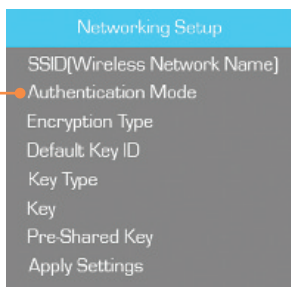 Networking Setup
SSID[Wireless Network Name]
Authentication Mode
Encryption Type
Default Key ID
Key Type
Key
Pre-Shared Key
Apply Settings